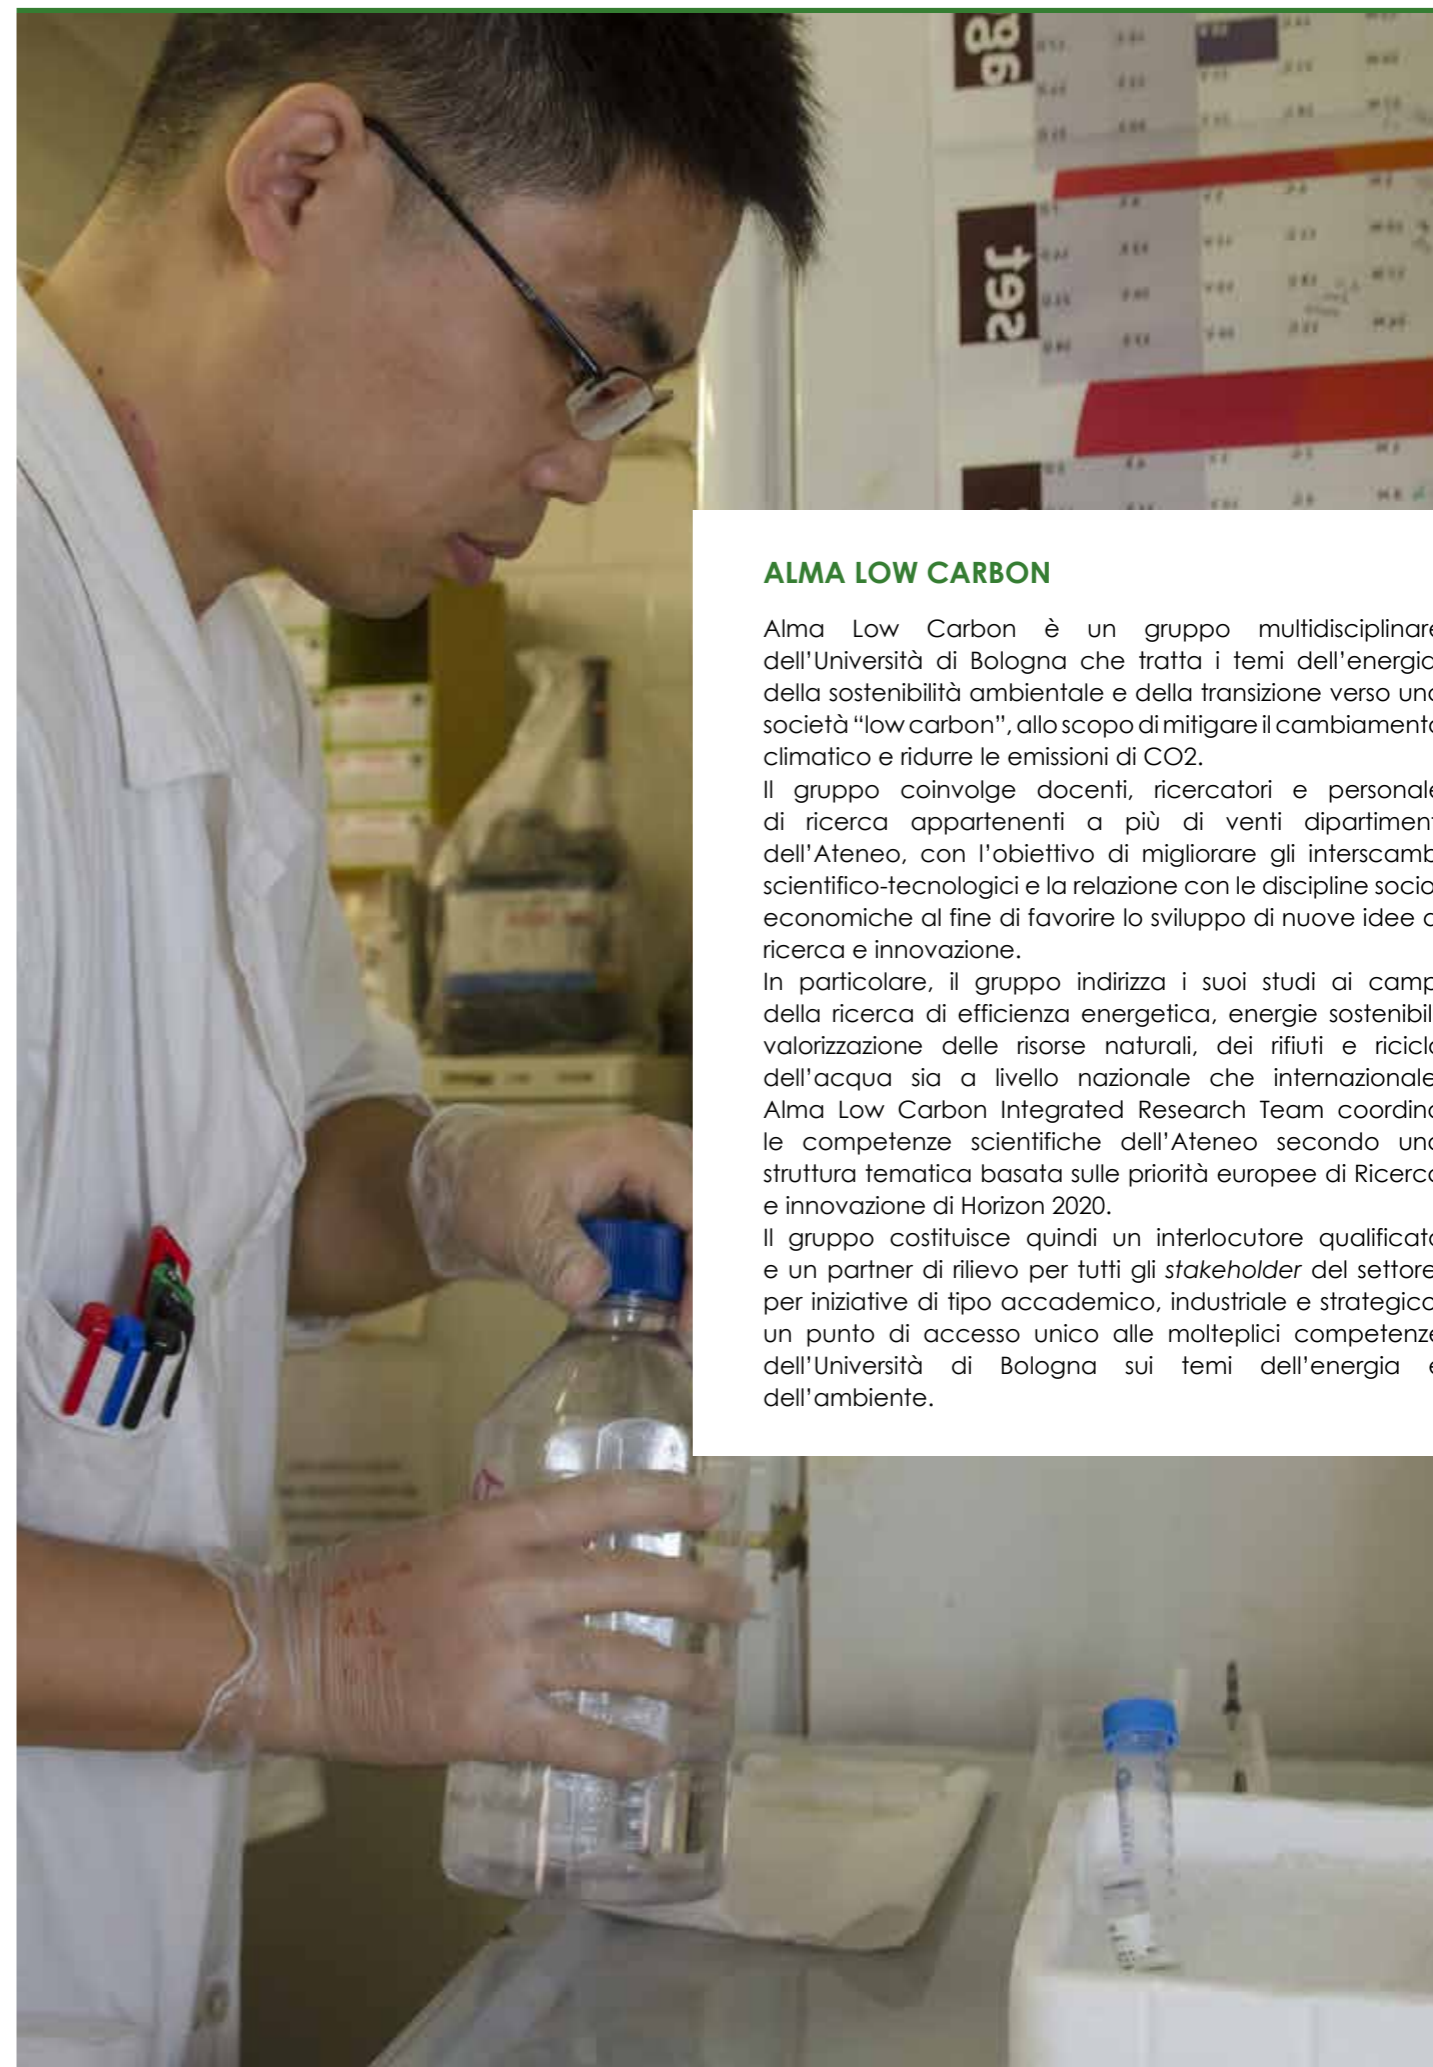 set
ALMA LOW CARBON
Alma Low Carbon è un gruppo multidisciplinare
dell’Università di Bologna che tratta i temi dell’energia
della sostenibilità ambientale e della transizione verso una
società “low carbon”, allo scopo di mitigare il cambiamento
climatico e ridurre le emissioni di CO2.
Il gruppo coinvolge docenti, ricercatori e personale
di ricerca appartenenti a più di venti dipartiment
dell’Ateneo, con l’obiettivo di migliorare gli interscamb
scientifico-tecnologici e la relazione con le discipline socio
economiche al fine di favorire lo sviluppo di nuove idee d
ricerca e innovazione.
In particolare, il gruppo indirizza i suoi studi ai camp
della ricerca di efficienza energetica, energie sostenibil
valorizzazione delle risorse naturali, dei rifiuti e riciclo
dell’acqua sia a livello nazionale che internazionale
Alma Low Carbon Integrated Research Team coordina
le competenze scientifiche dell’Ateneo secondo una
struttura tematica basata sulle priorità europee di Ricerca
e innovazione di Horizon 2020.
Il gruppo costituisce quindi un interlocutore qualificato
e un partner di rilievo per tutti gli stakeholder del settore
per iniziative di tipo accademico, industriale e strategico
un punto di accesso unico alle molteplici competenze
dell’Università di Bologna sui temi dell’energia e
dell’ambiente.